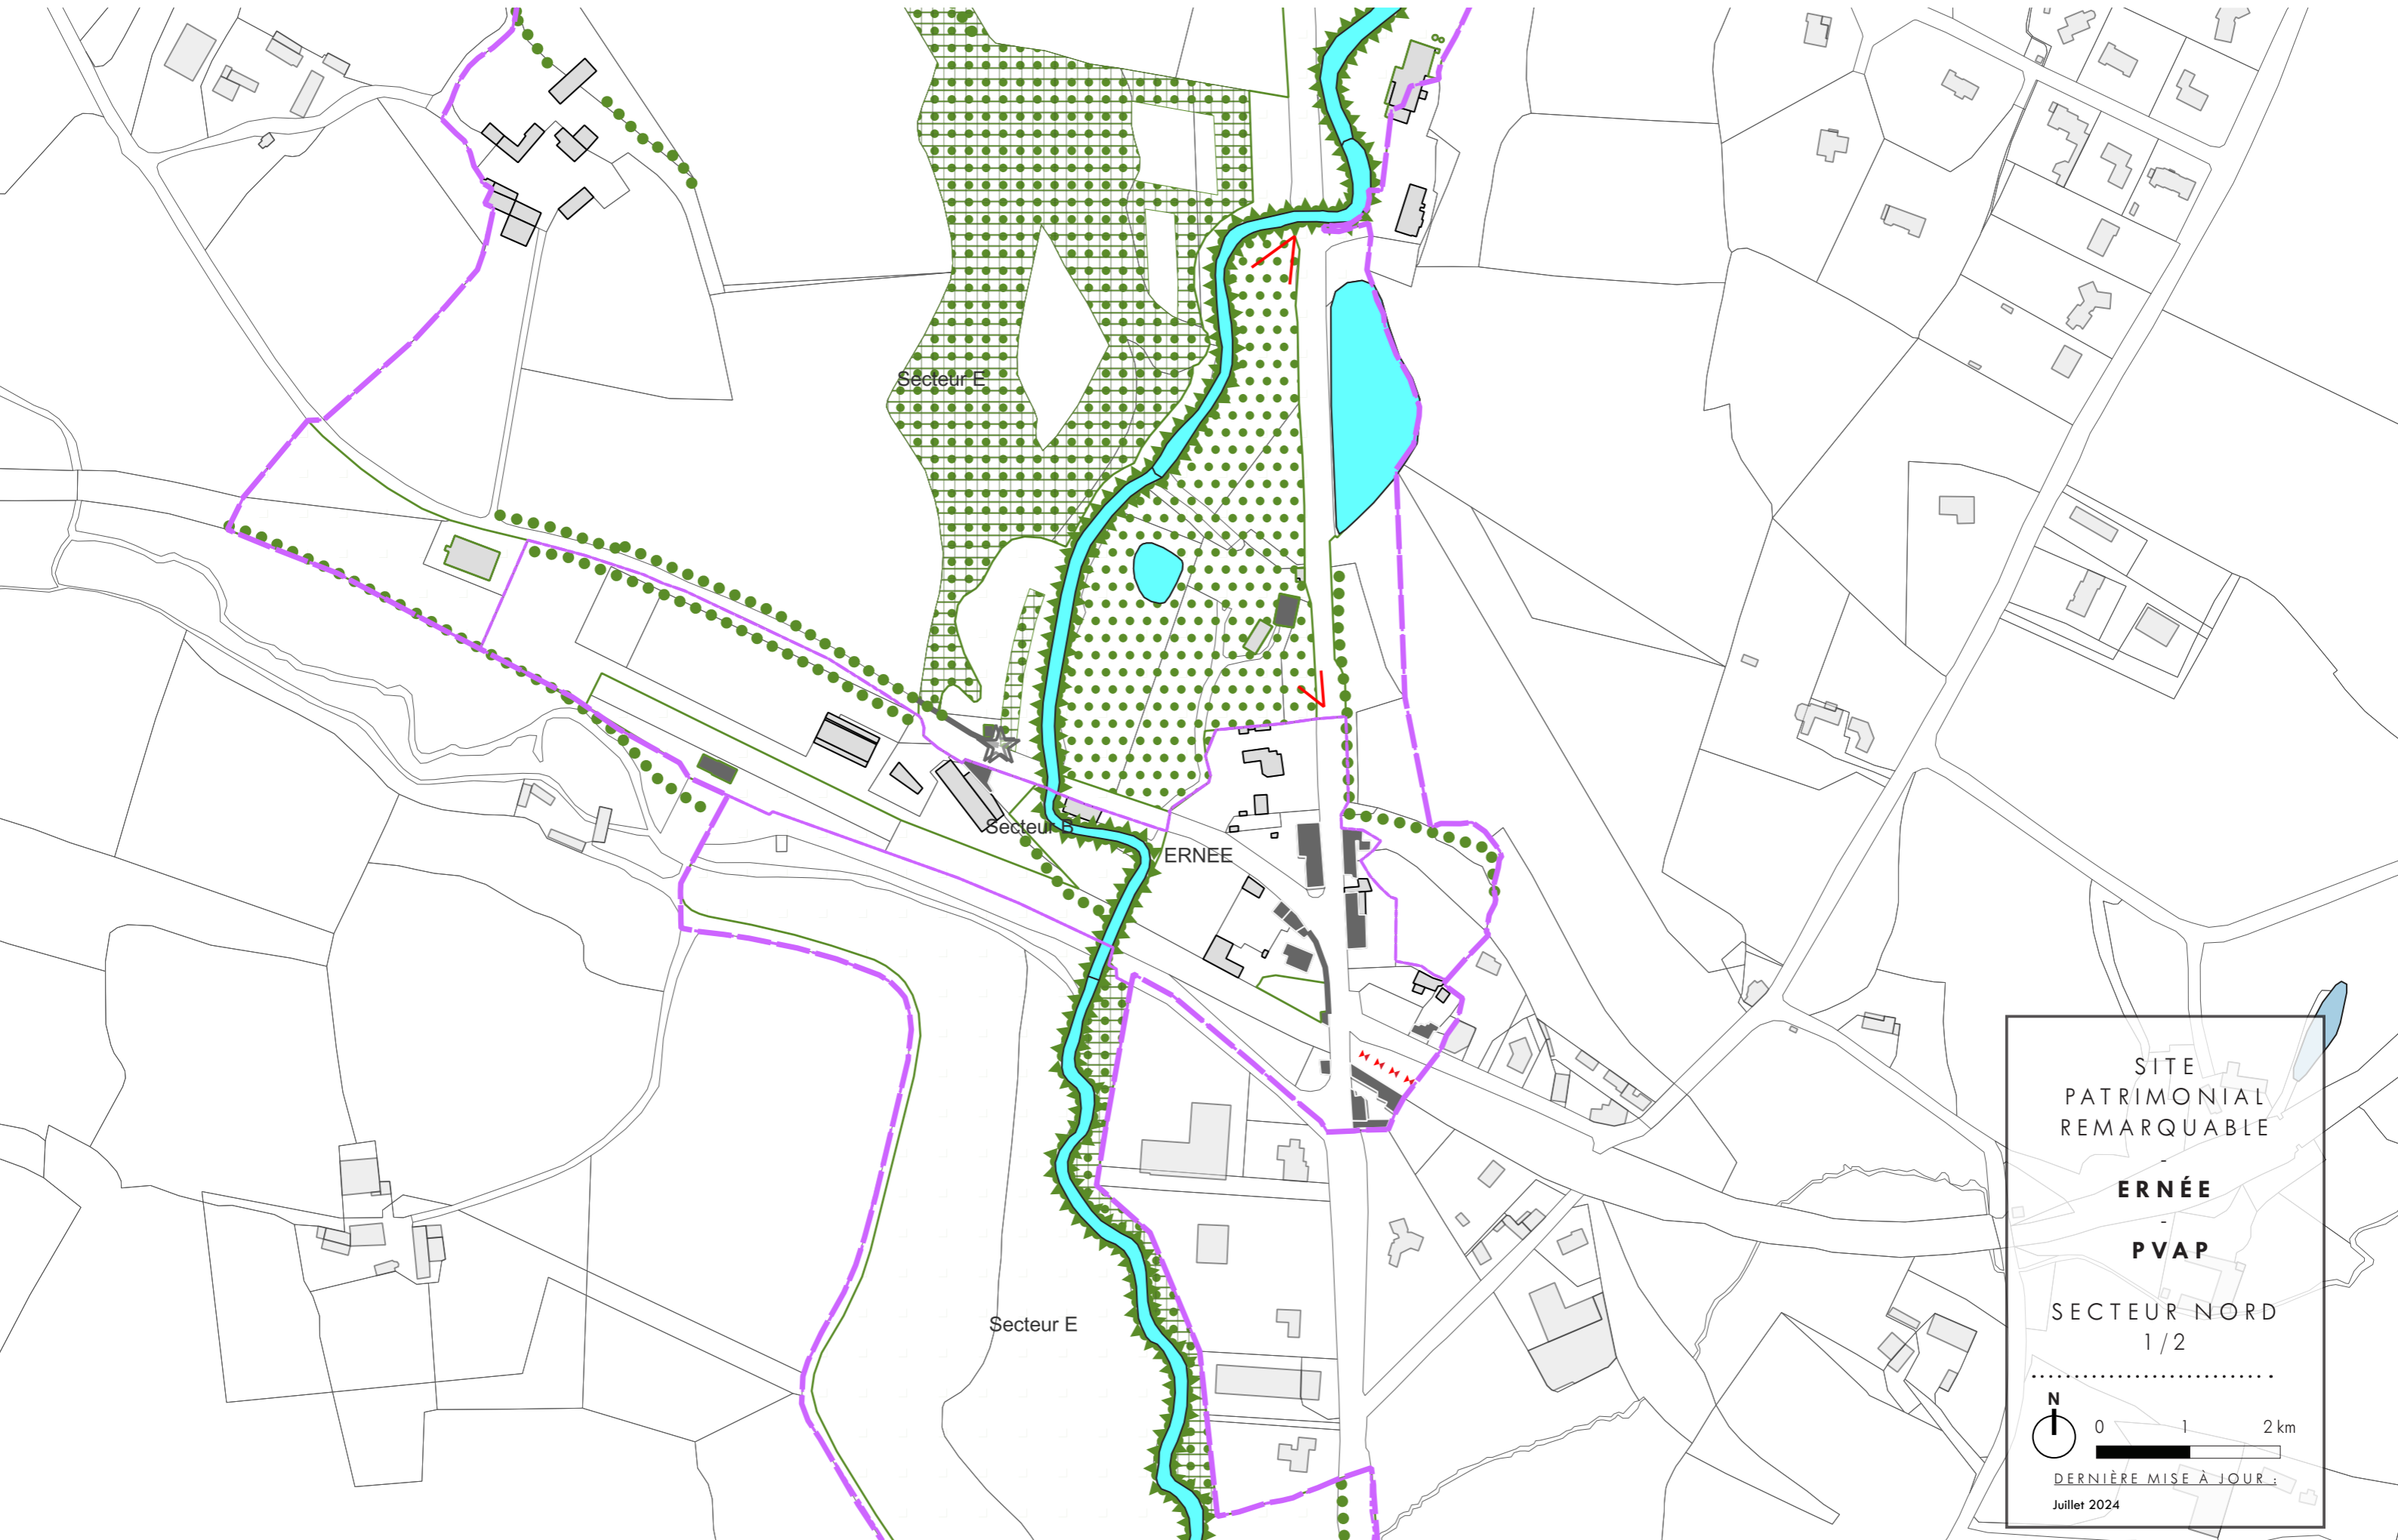 Secteur E
Secteur B
ERNEE
Secteur E
SITE
PATRIMONIAL
REMARQUABLE
-
ERNÉE
-
PVAP
SECTEUR NORD
1/2
N
0 1 2 km
DERNIÈRE MISE À JOUR :
Juillet 2024